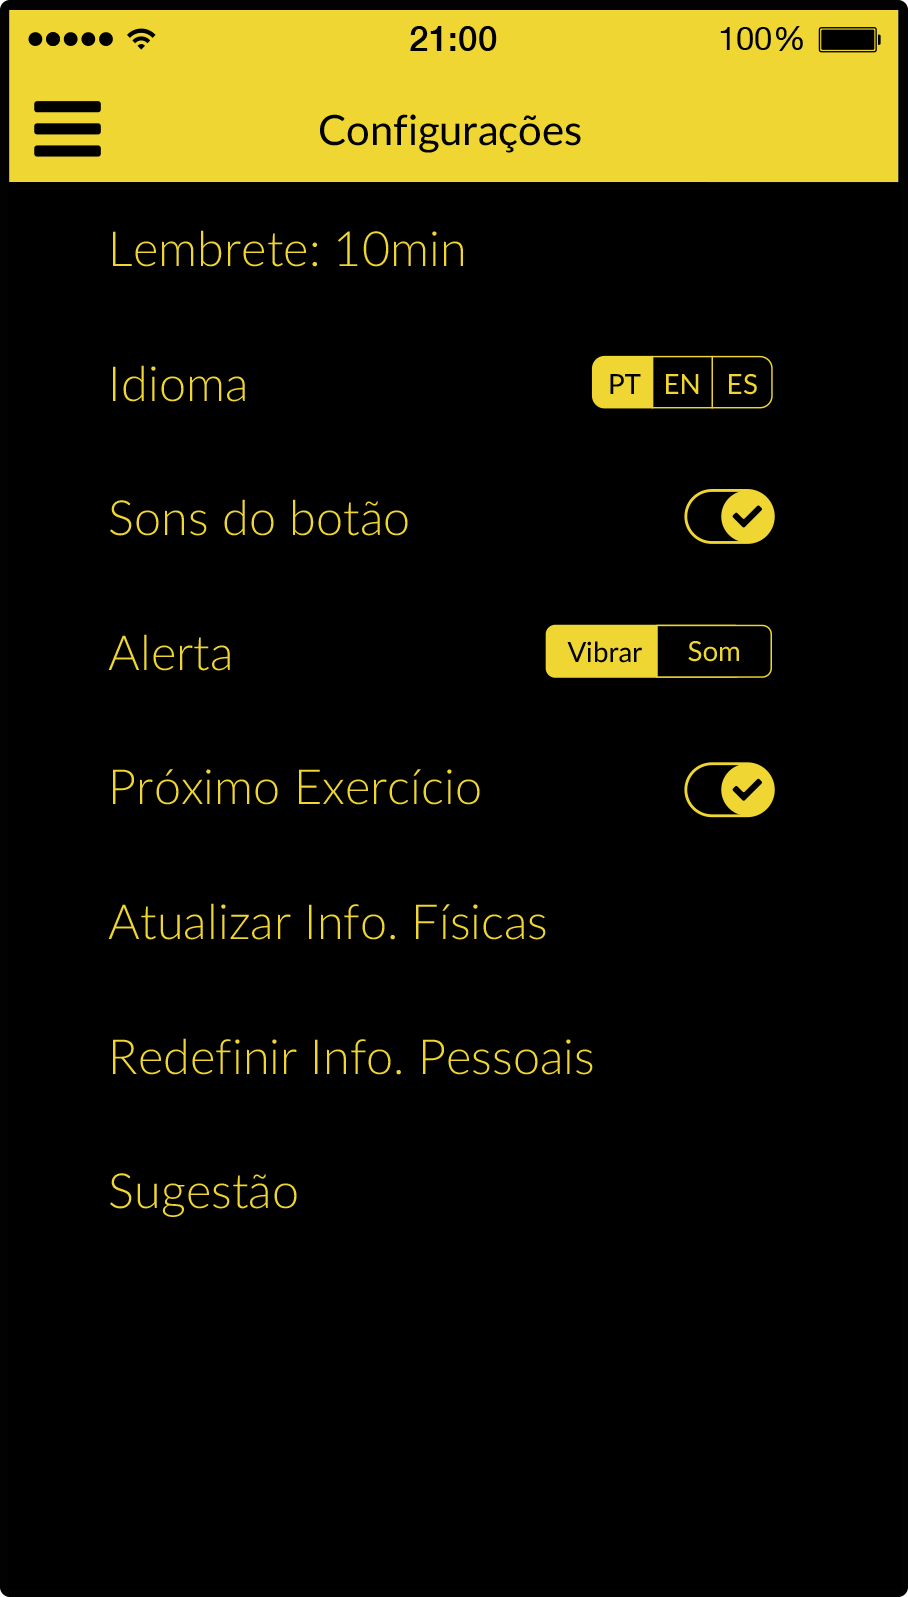 21:00 100%
Configurações
Lembrete: 10min
Idioma PT EN ES
Sons do botão
Alerta Vibrar Som
Próximo Exercício
Atualizar Info. Físicas
Redefinir Info. Pessoais
Sugestão